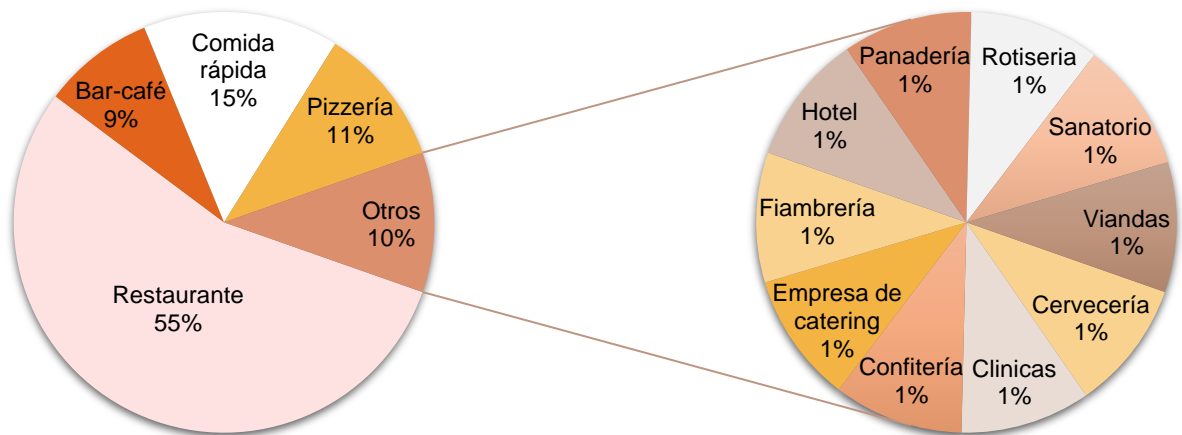 Comida
rápida
15%
Bar-café
9%
Pizzería
11%
Otros
10%
Restaurante
55%
Panadería
1%
Rotiseria
1%
Sanatorio
1%
Viandas
1%
Cervecería
1%
Clinicas
1%
Confitería
1%
Empresa de
catering
1%
Fiambrería
1%
Hotel
1%